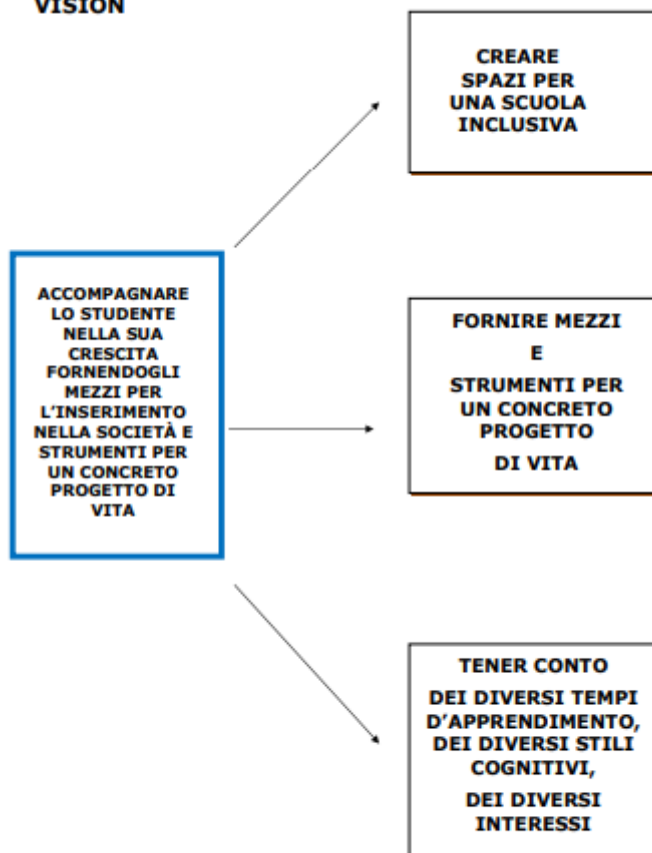 VISION
CREARE
SPAZI PER
UNA SCUOLA
INCLUSIVA
ACCOMPAGNARE
LO STUDENTE
NELLA SUA
CRESCITA
FORNENDOGLI
MEZZI PER
L'INSERIMENTO
NELLA SOCIETÀ E
STRUMENTI PER
UN CONCRETO
PROGETTO DI
VITA
FORNIRE MEZZI
E
STRUMENTI PER
UN CONCRETO
PROGETTO
DI VITA
TENER CONTO
DEI DIVERSI TEMPI
D'APPRENDIMENTO,
DEI DIVERSI STILI
COGNITIVI,
DEI DIVERSI
INTERESSI